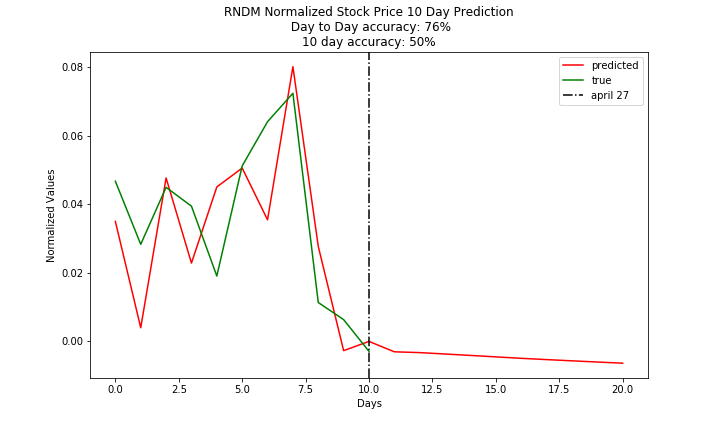 RNDM Normalized Stock Price 10 Day Prediction
Day to Day accuracy: 76%
10 day accuracy: 50%
predicted
true
april 27
Normalized Values
0.08
0.06
0.04
0.02
0.00
0.0 2.5 5.0 7.5 10.0 12.5 15.0 17.5 20.0
Days